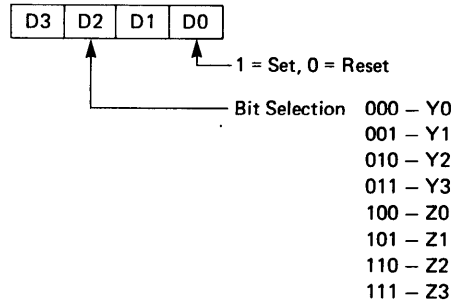 D3 D2 D1 D0
1 = Set, 0 = Reset
Bit Selection 000 – Y0
001 – Y1
010 – Y2
011 – Y3
100 – Z0
101 – Z1
110 – Z2
111 – Z3